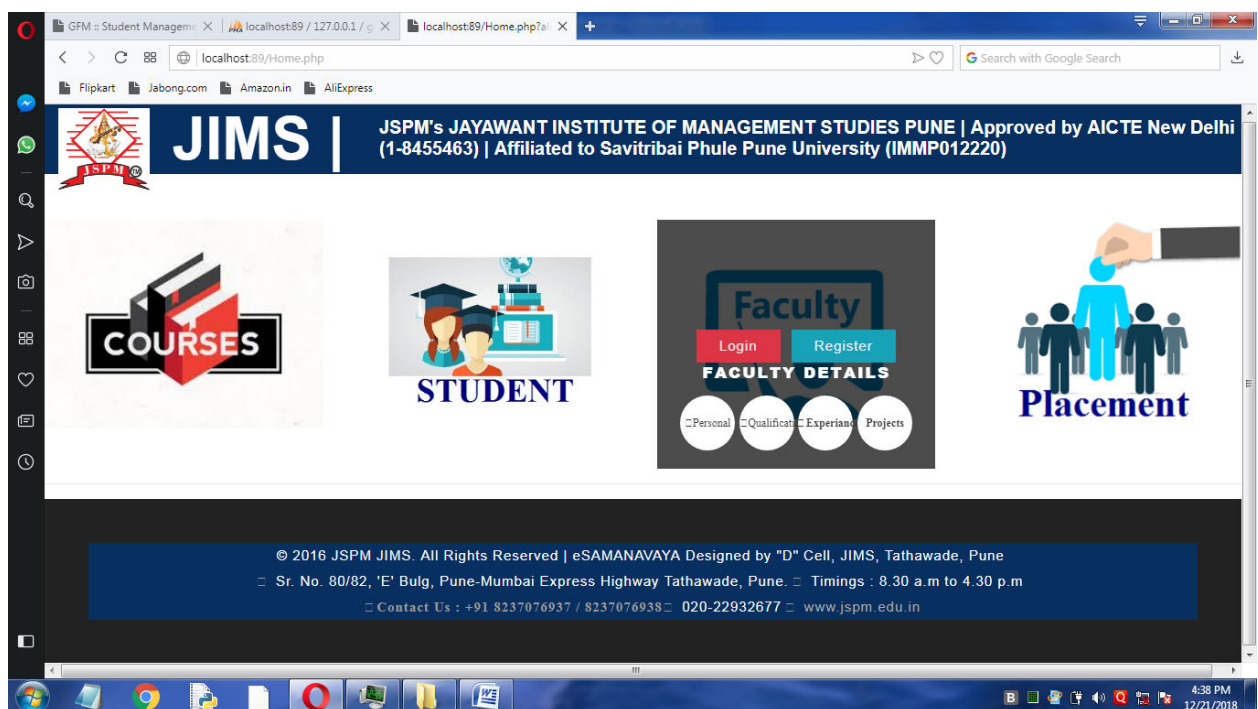 GFM :: Student Managem
localhost:89 / 127.0.0.1 / g
localhost:89/Home.php?al
localhost:89/Home.php
Search with Google Search
Flipkart Jabong.com Amazon.in AliExpress
JSPM TM
JIMS |
JSPM's JAYAWANT INSTITUTE OF MANAGEMENT STUDIES PUNE | Approved by AICTE New Delhi
(1-8455463) | Affiliated to Savitribai Phule Pune University (IMMP012220)
COURSES
STUDENT
Faculty
Login Register
FACULTY DETAILS
Personal Qualificati Experianc Projects
Placement
© 2016 JSPM JIMS. All Rights Reserved | eSAMANAVAYA Designed by "D" Cell, JIMS, Tathawade, Pune
Sr. No. 80/82, 'E' Bulg, Pune-Mumbai Express Highway Tathawade, Pune. Timings : 8.30 a.m to 4.30 p.m
Contact Us : +91 8237076937 / 8237076938 020-22932677 www.jspm.edu.in
4:38 PM
12/21/2018